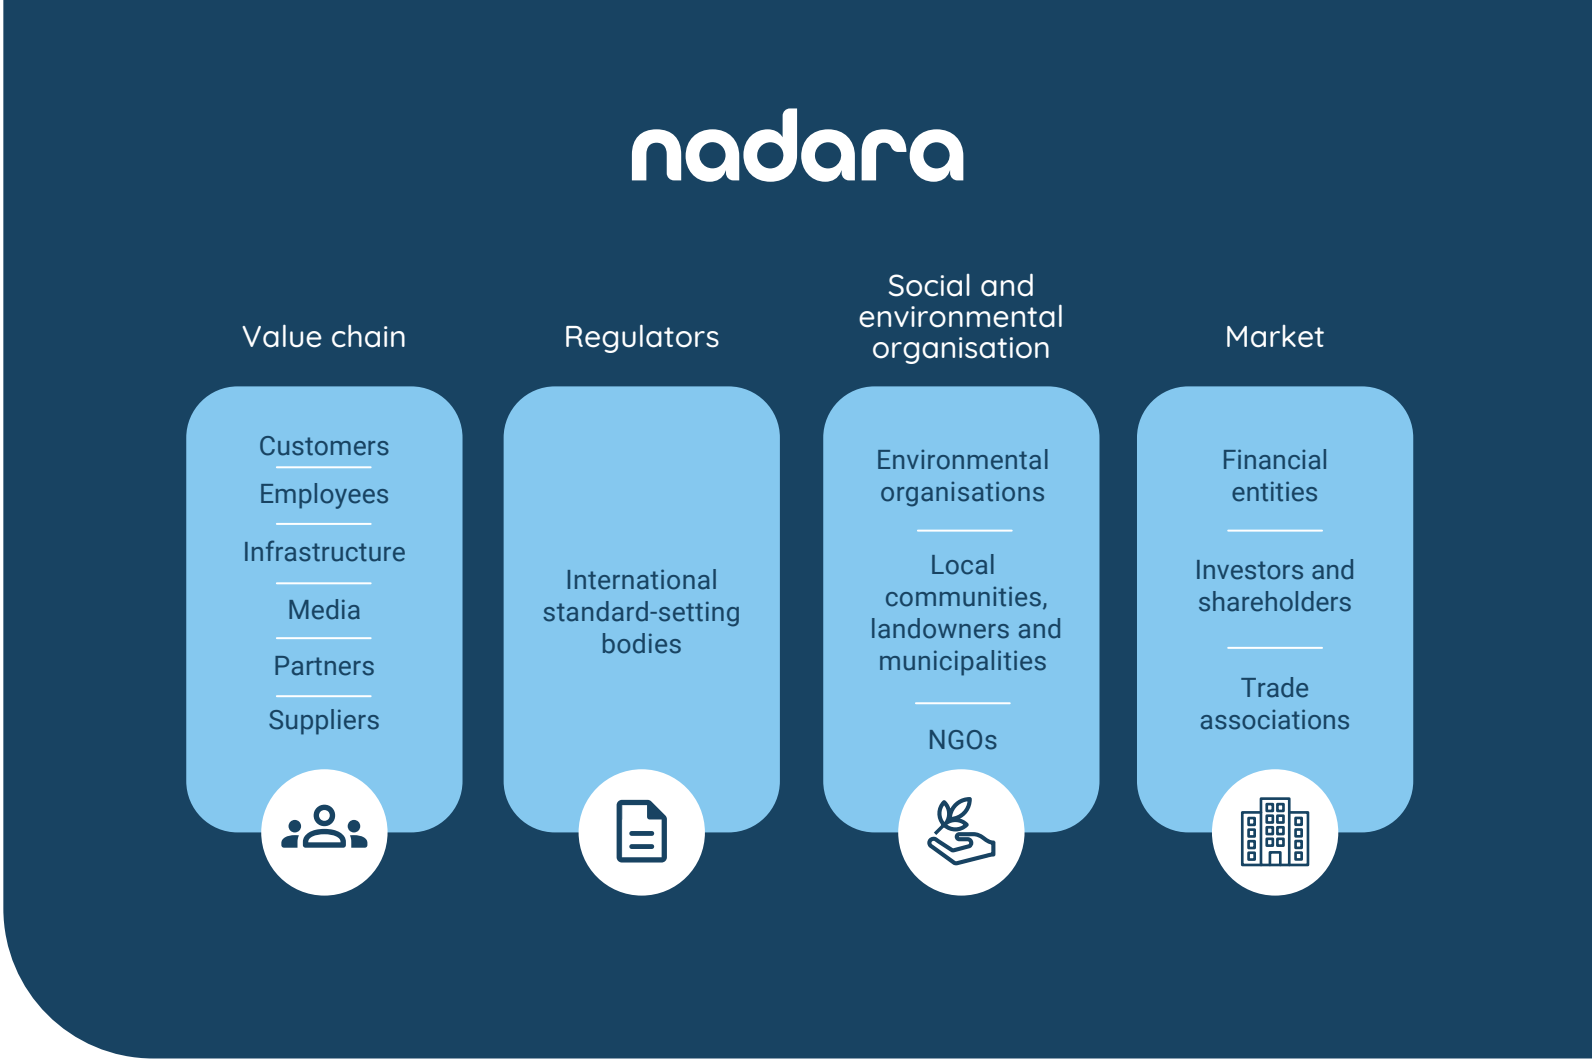 nadara
Value chain
Customers
Employees
Infrastructure
Media
Partners
Suppliers
Regulators
International
standard-setting
bodies
Social and
environmental
organisation
Environmental
organisations
Local
communities,
landowners and
municipalities
NGOs
Market
Financial
entities
Investors and
shareholders
Trade
associations